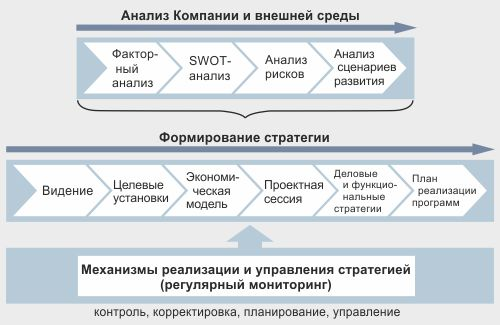 Анализ Компании и внешней среды
Фактор-
ный
анализ
SWOT-
анализ
Анализ
рисков
Анализ
сценариев
развития
Формирование стратегии
Видение
Целевые
установки
Экономи-
ческая
модель
Проектная
сессия
Деловые
и функцио-
нальные
стратегии
План
реализации
программ
Механизмы реализации и управления стратегией
(регулярный мониторинг)
контроль, корректировка, планирование, управление